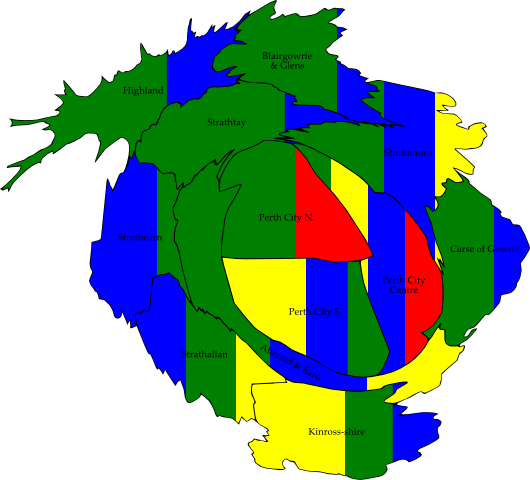 Blairgowrie
& Glens
Highland
Strathtay
Strathmore
Perth City N.
Strathearn
Carse of Gowrie
Perth City
Centre
Perth City S.
Strathallan
Almond & Earn
Kinross-shire